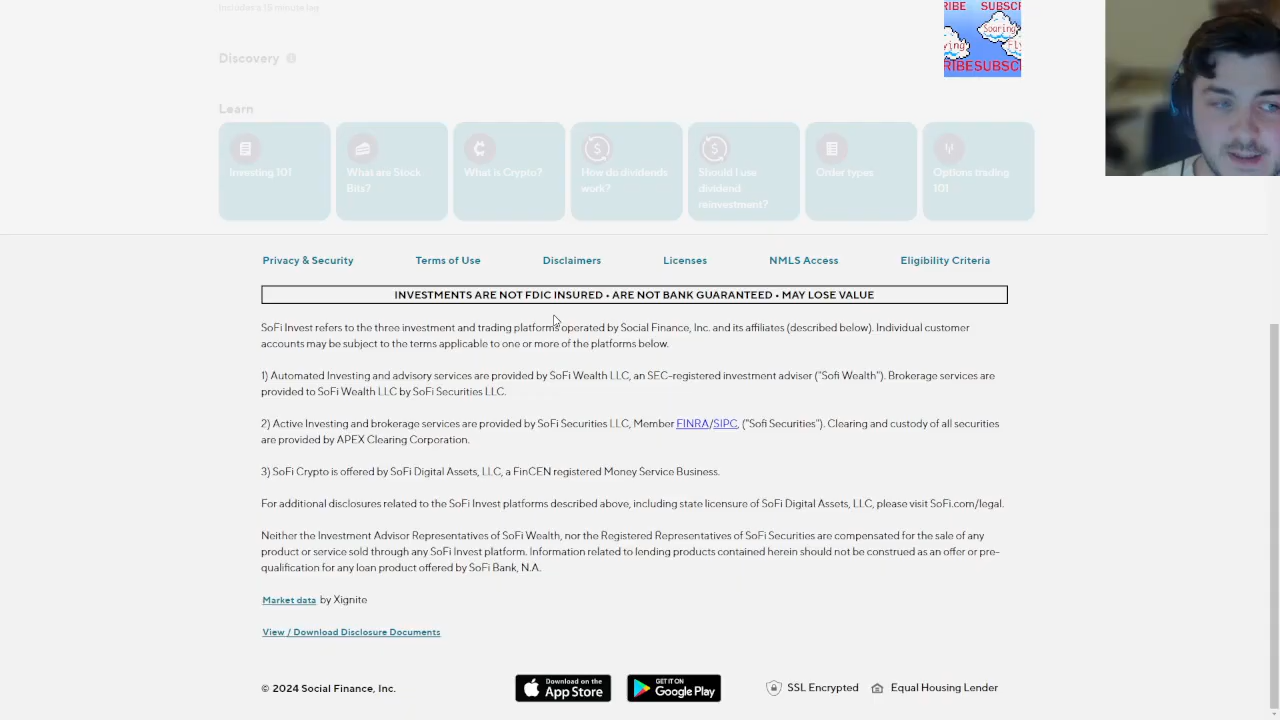 Includes a 15 minute lag
RIBE SUBSC
Soaring
ving
Fly
RIBESUBSC
Discovery
Learn
Investing 101
What are Stock
Bits?
What is Crypto?
How do dividends
work?
Should I use
dividend
reinvestment?
Order types
Options trading
101
Privacy & Security
Terms of Use
Disclaimers
Licenses
NMLS Access
Eligibility Criteria
INVESTMENTS ARE NOT FDIC INSURED • ARE NOT BANK GUARANTEED • MAY LOSE VALUE
SoFi Invest refers to the three investment and trading platforms operated by Social Finance, Inc. and its affiliates (described below). Individual customer
accounts may be subject to the terms applicable to one or more of the platforms below.
1) Automated Investing and advisory services are provided by SoFi Wealth LLC, an SEC-registered investment adviser ("Sofi Wealth"). Brokerage services are
provided to SoFi Wealth LLC by SoFi Securities LLC.
2) Active Investing and brokerage services are provided by SoFi Securities LLC, Member FINRA/SIPC, ("Sofi Securities"). Clearing and custody of all securities
are provided by APEX Clearing Corporation.
3) SoFi Crypto is offered by SoFi Digital Assets, LLC, a FinCEN registered Money Service Business.
For additional disclosures related to the SoFi Invest platforms described above, including state licensure of SoFi Digital Assets, LLC, please visit SoFi.com/legal.
Neither the Investment Advisor Representatives of SoFi Wealth, nor the Registered Representatives of SoFi Securities are compensated for the sale of any
product or service sold through any SoFi Invest platform. Information related to lending products contained herein should not be construed as an offer or pre-
qualification for any loan product offered by SoFi Bank, N.A.
Market data by Xignite
View / Download Disclosure Documents
© 2024 Social Finance, Inc.
Download on the
App Store
GET IT ON
Google Play
SSL Encrypted
Equal Housing Lender